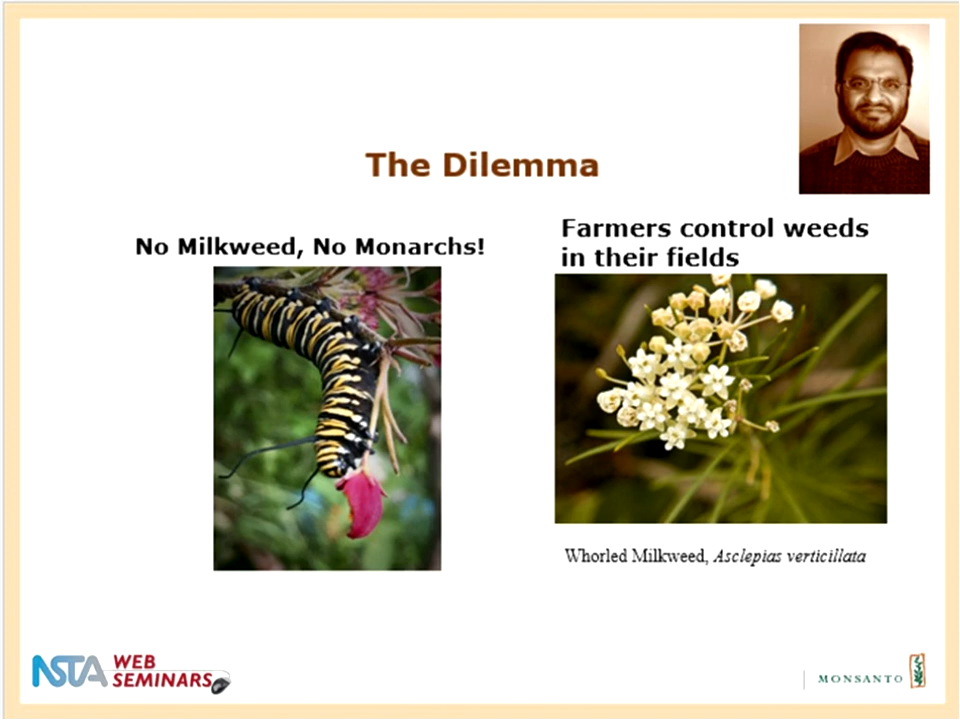 The Dilemma
No Milkweed, No Monarchs!
Farmers control weeds
in their fields
Whorled Milkweed, Asclepias verticillata
NSTA WEB
SEMINARS
MONSANTO